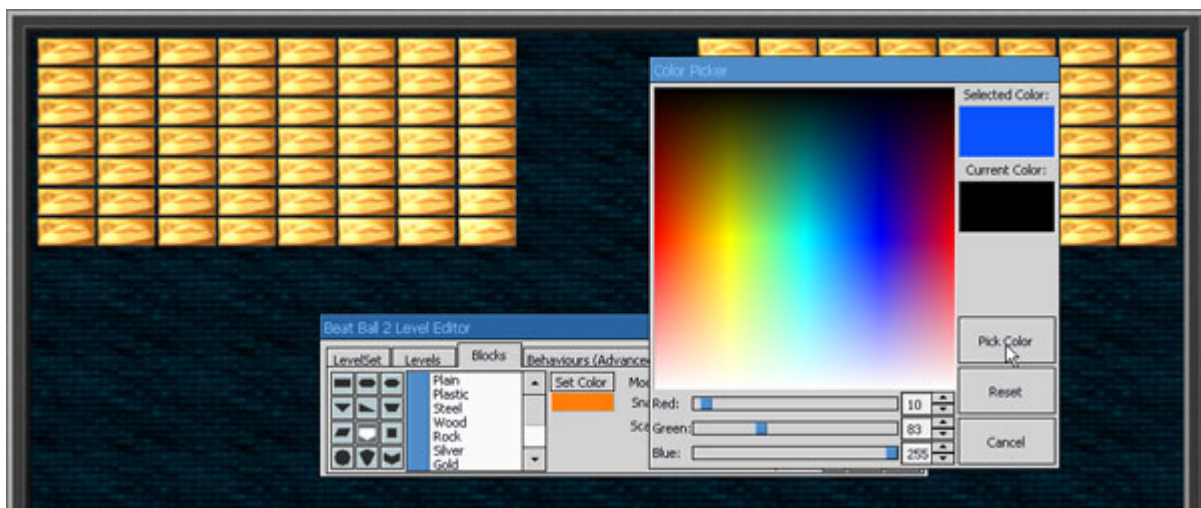 Color Picker
Selected Color:
Current Color:
Beat Ball 2 Level Editor
LevelSet Levels Blocks Behaviours (Advance
Plain
Plastic
Steel
Wood
Rock
Silver
Gold
Set Color
Red: 10
Green: 83
Blue: 255
Pick Color
Reset
Cancel